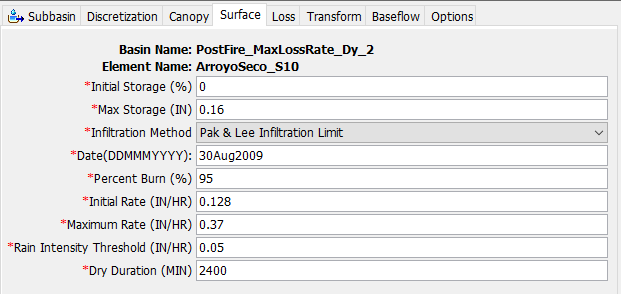 Subbasin Discretization Canopy Surface Loss Transform Baseflow Options
Basin Name: PostFire_MaxLossRate_Dy_2
Element Name: ArroyoSeco_S10
*Initial Storage (%) 0
*Max Storage (IN) 0.16
*Infiltration Method Pak & Lee Infiltration Limit
*Date(DDMMMYYYY): 30Aug2009
*Percent Burn (%) 95
*Initial Rate (IN/HR) 0.128
*Maximum Rate (IN/HR) 0.37
*Rain Intensity Threshold (IN/HR) 0.05
*Dry Duration (MIN) 2400